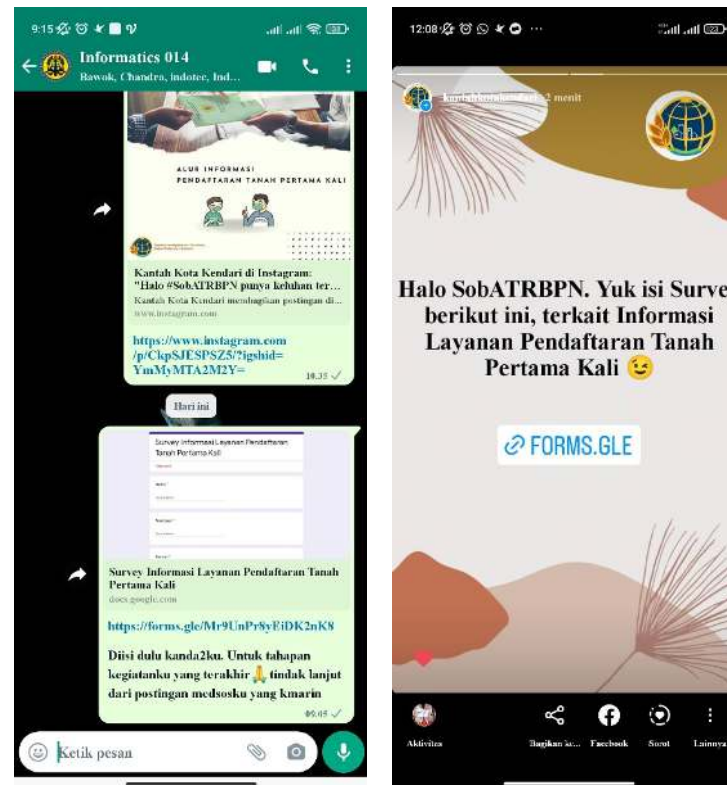 9:15
Informatics 014
Bawok, Chandra, indotec, Ind...
ALUR INFORMASI
PENDAFTARAN TANAH PERTAMA KALI
Kantah Kota Kendari di Instagram:
"Halo #SobATRBPN punya keluhan ter...
Kantah Kota Kendari membagikan postingan di...
www.instagram.com
https://www.instagram.com
/p/CkpSJESPSZ5/?igshid=
YmMyMTA2M2Y=
10.35
Hari ini
Survey Informasi Layanan Pendaftaran
Tanah Pertama Kali
Survey Informasi Layanan Pendaftaran Tanah
Pertama Kali
docs.google.com
https://forms.gle/Mr9UnPr8yEiDK2nK8
Diisi dulu kanda2ku. Untuk tahapan
kegiatanku yang terakhir 🙏 tindak lanjut
dari postingan medsosku yang kmarin
09.05
Ketik pesan
12:08
kantahkotakendari 2 menit
Halo SobATRBPN. Yuk isi Surve
berikut ini, terkait Informasi
Layanan Pendaftaran Tanah
Pertama Kali 😉
FORMS.GLE
Aktivitas
Bagikan ke...
Facebook
Sorot
Lainnya